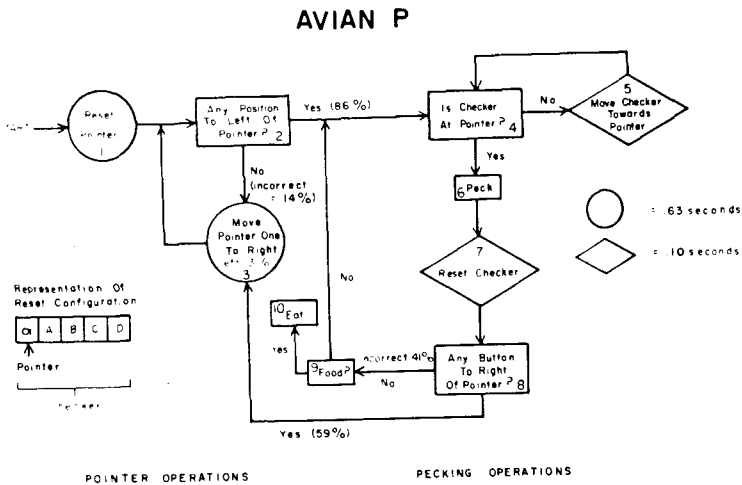 AVIAN P
Reset
Pointer
1
Any Position
To Left Of
Pointer? 2
Yes (86%)
No
(incorrect
= 14%)
Move
Pointer One
To Right
3
Is Checker
At Pointer? 4
No
5
Move Checker
Towards
Pointer
Yes
6 Peck
7
Reset Checker
= .63 seconds
= .10 seconds
Representation Of
Reset Configuration
α A B C D
Pointer
No
10 Eat
Yes
9 Food?
ncorrect 41%
No
Any Button
To Right
Of Pointer? 8
Yes (59%)
POINTER OPERATIONS
PECKING OPERATIONS